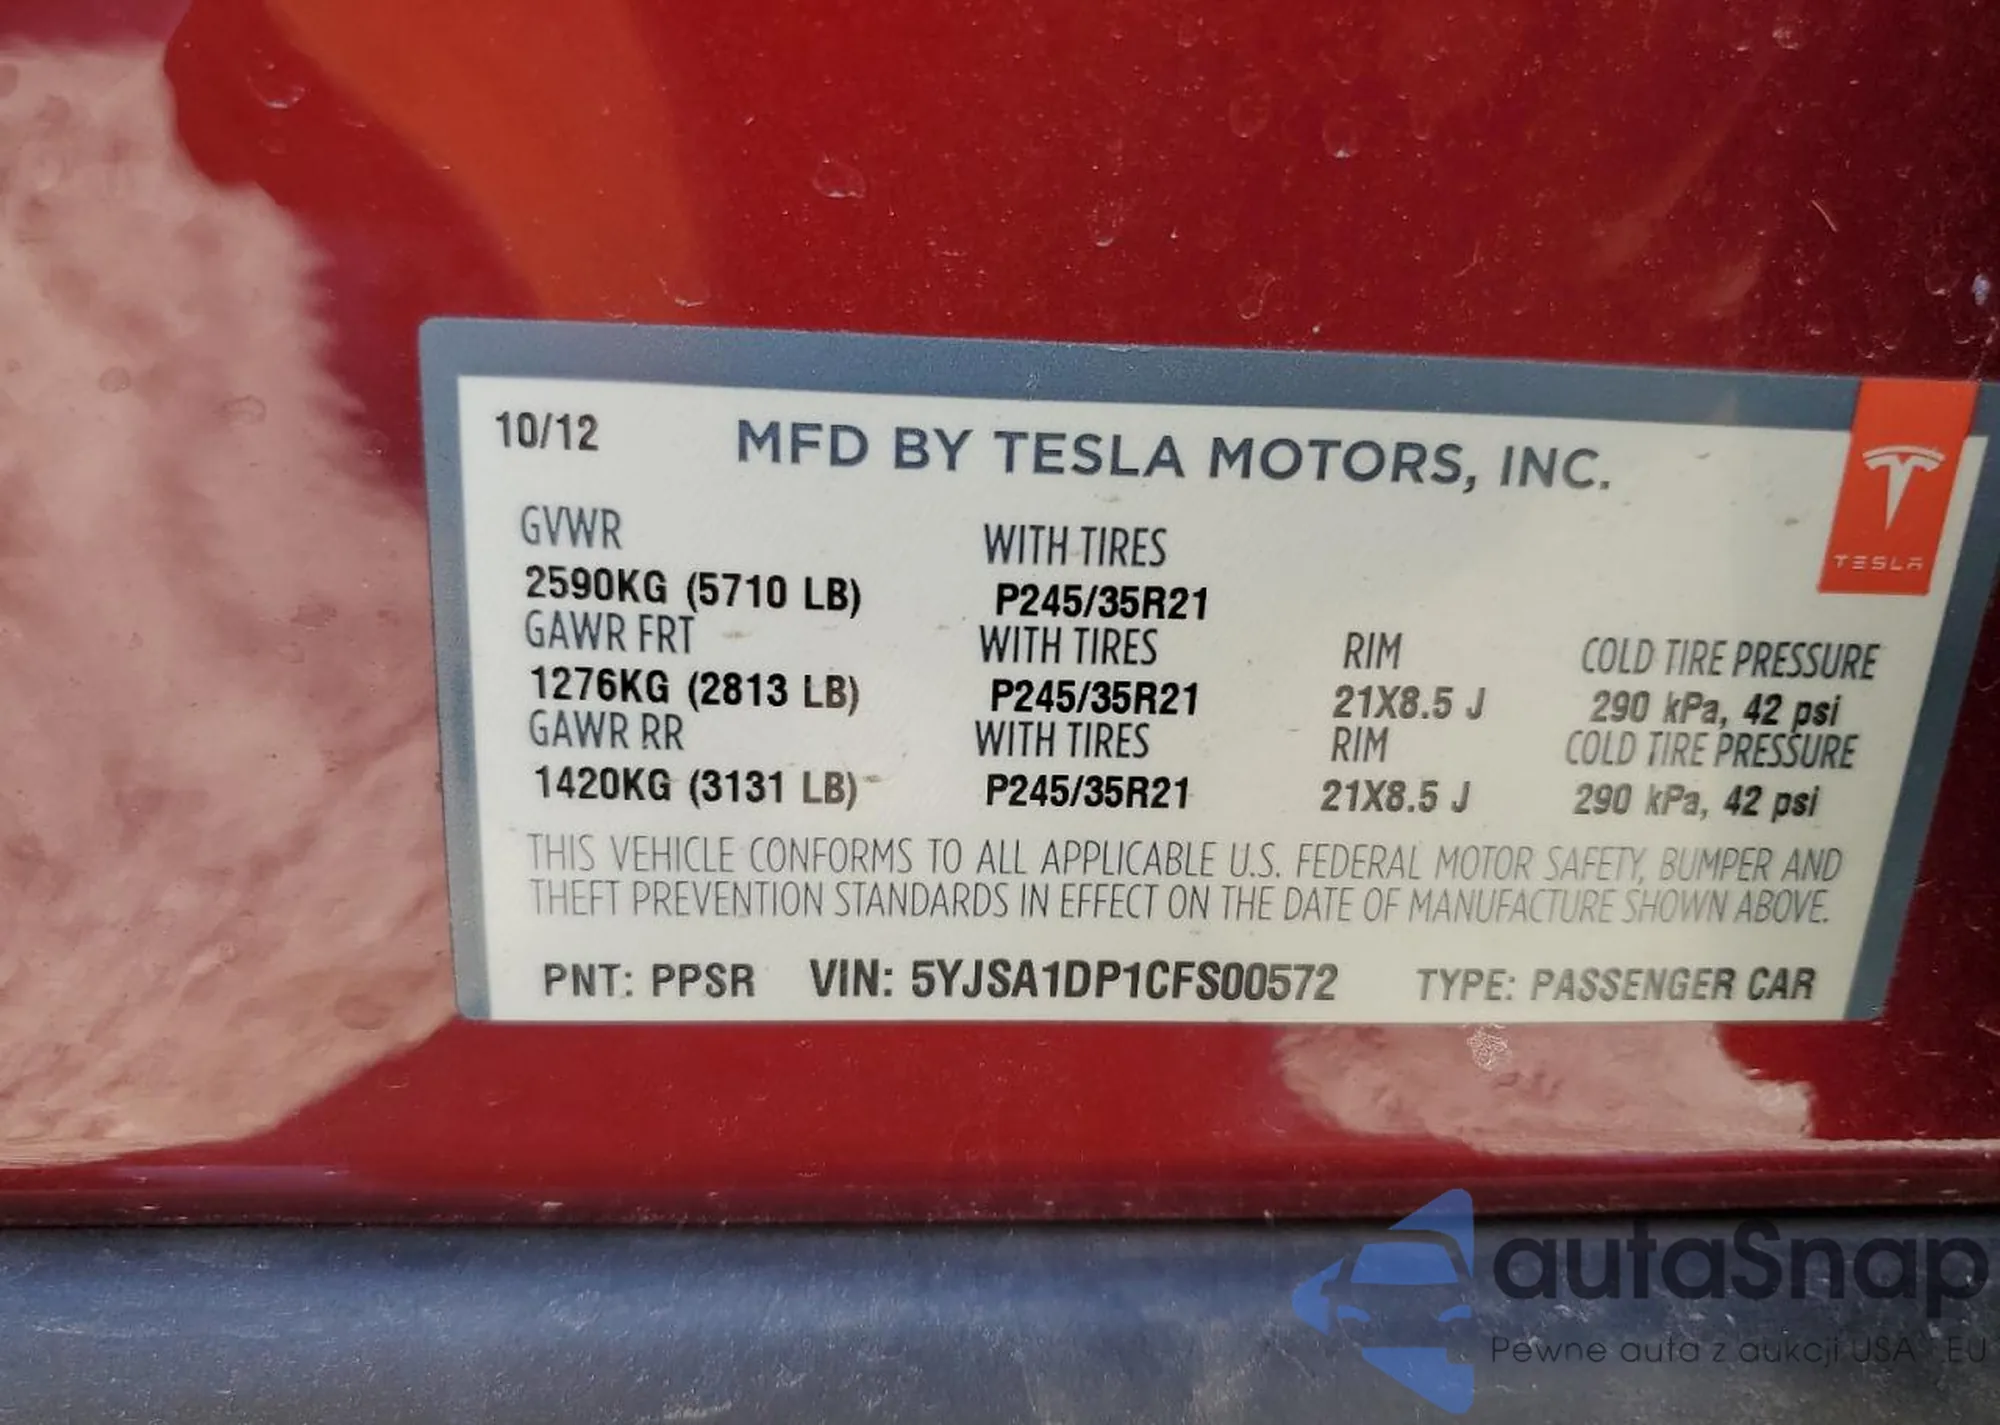 10/12 MFD BY TESLA MOTORS, INC.
TESLA
GVWR WITH TIRES
2590KG (5710 LB) P245/35R21
GAWR FRT WITH TIRES RIM COLD TIRE PRESSURE
1276KG (2813 LB) P245/35R21 21X8.5 J 290 kPa, 42 psi
GAWR RR WITH TIRES RIM COLD TIRE PRESSURE
1420KG (3131 LB) P245/35R21 21X8.5 J 290 kPa, 42 psi
THIS VEHICLE CONFORMS TO ALL APPLICABLE U.S. FEDERAL MOTOR SAFETY, BUMPER AND
THEFT PREVENTION STANDARDS IN EFFECT ON THE DATE OF MANUFACTURE SHOWN ABOVE.
PNT: PPSR VIN: 5YJSA1DP1CFS00572 TYPE: PASSENGER CAR
autaSnap
Pewne auta z aukcji USA EU